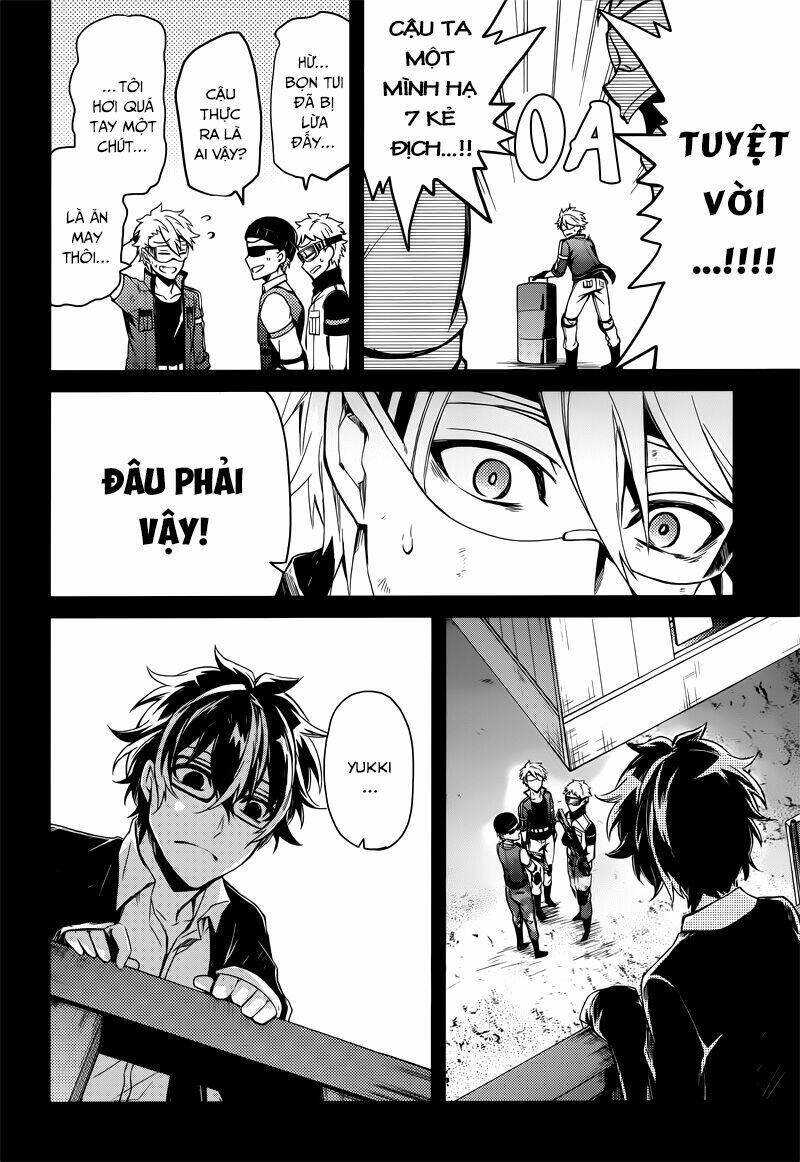 TUYỆT
VỜI
...!!!!
OA
CẬU TA
MỘT
MÌNH HẠ
7 KẺ
ĐỊCH...!!
HỪ...
BỌN TUI
ĐÃ BỊ
LỪA
ĐẤY...
CẬU
THỰC
RA LÀ
AI VẬY?
...TÔI
HƠI QUÁ
TAY MỘT
CHÚT...
LÀ ĂN
MAY
THÔI...
ĐÂU PHẢI
VẬY!
YUKKI
...